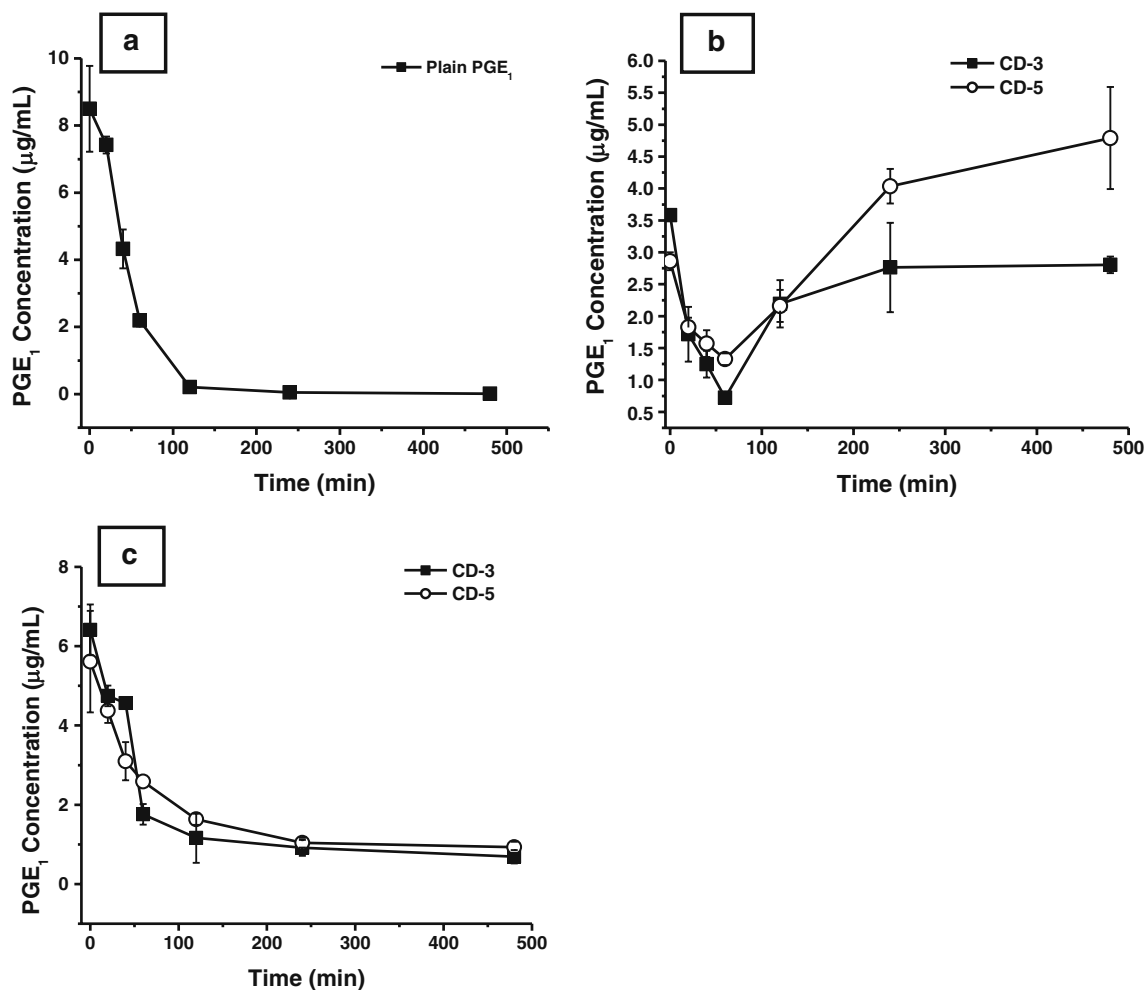 a
Plain PGE₁
PGE₁ Concentration (μg/mL)
10
8
6
4
2
0
0 100 200 300 400 500
Time (min)
b
CD-3
CD-5
PGE₁ Concentration (μg/mL)
6.0
5.5
5.0
4.5
4.0
3.5
3.0
2.5
2.0
1.5
1.0
0.5
0 100 200 300 400 500
Time (min)
c
CD-3
CD-5
PGE₁ Concentration (μg/mL)
8
6
4
2
0
0 100 200 300 400 500
Time (min)